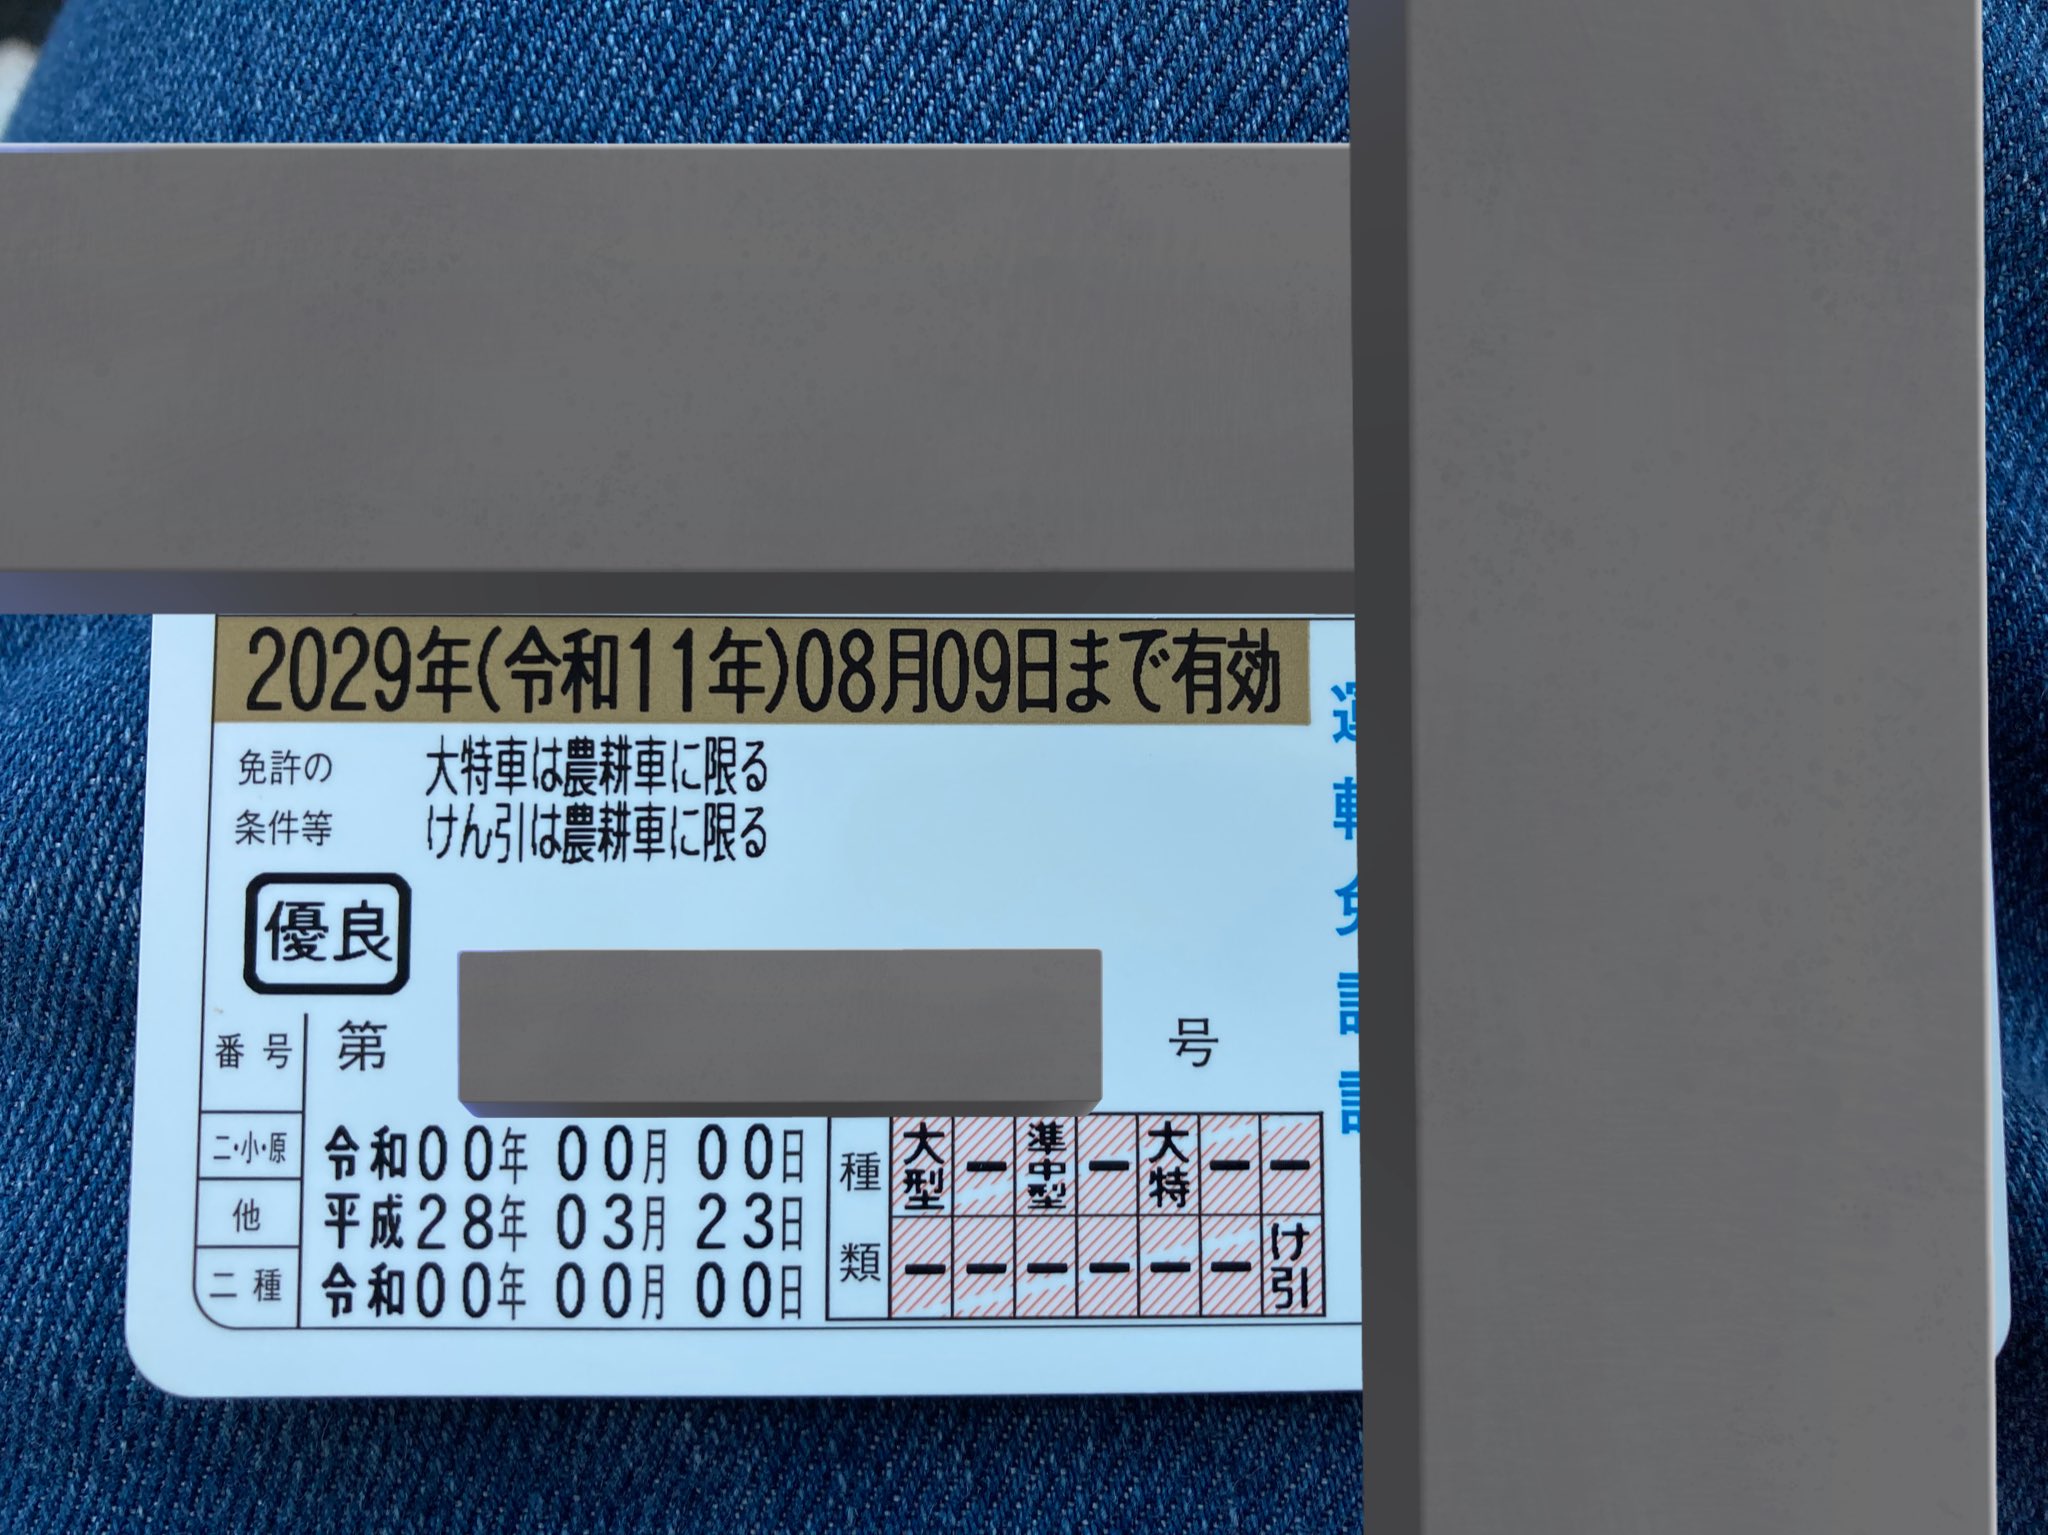 2029年(令和11年)08月09日まで有効
免許の
条件等
大特車は農耕車に限る
けん引は農耕車に限る
優良
番号 第 号
二・小・原 令和00年 00月 00日
他 平成28年 03月 23日
二種 令和00年 00月 00日
種類
大型 ー 準中型 ー 大特 ー ー
ー ー ー ー ー ー け引